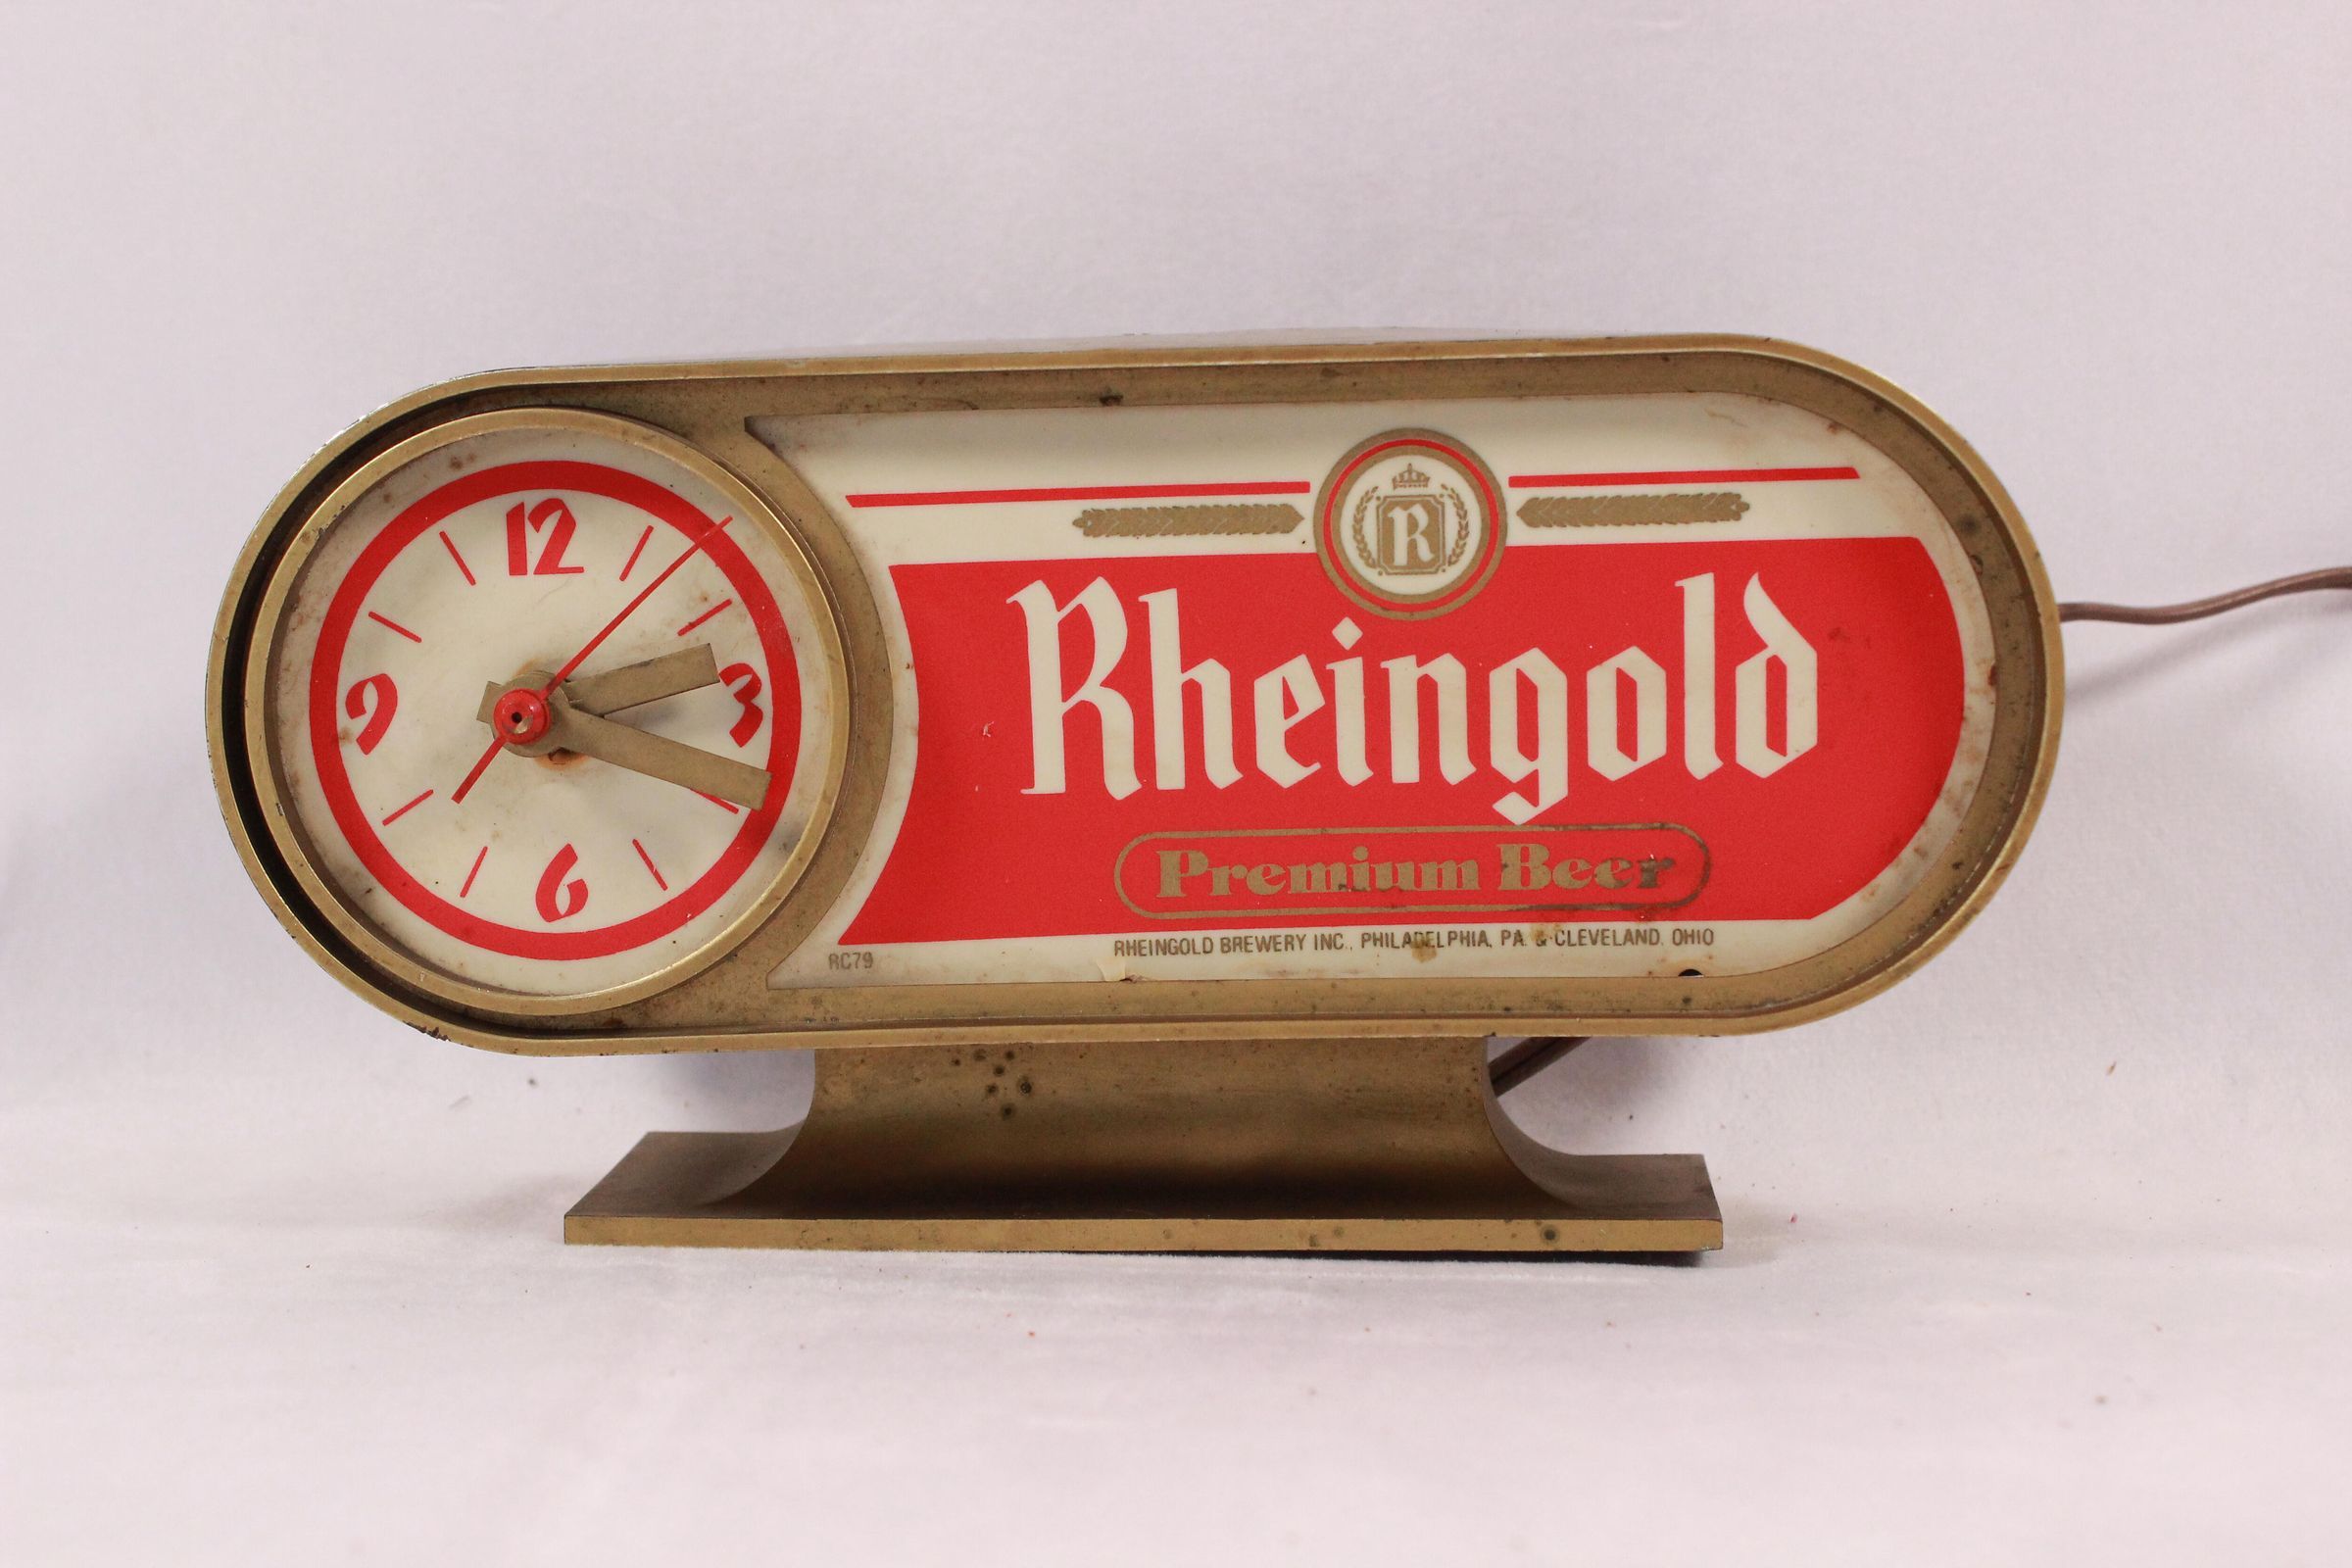 12
3
6
9
R
Rheingold
Premium Beer
RHEINGOLD BREWERY INC., PHILADELPHIA, PA. & CLEVELAND, OHIO
RC79